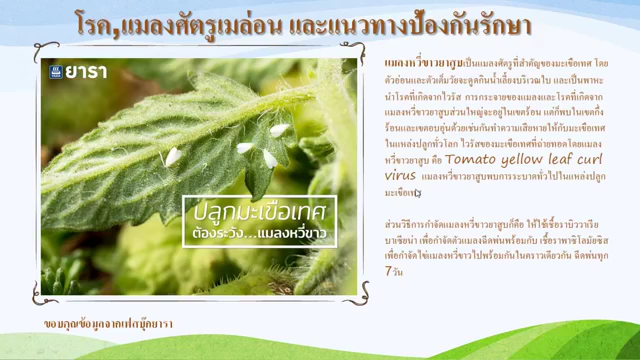 โรค,แมลงศัตรูเมล่อน และแนวทางป้องกันรักษา
ยารา
ปลูกมะเขือเทศ
ต้องระวัง...แมลงหวี่ขาว
แมลงหวี่ขาวยาสูบเป็นแมลงศัตรูที่สำคัญของมะเขือเทศ โดย
ตัวอ่อนและตัวเต็มวัยจะดูดกินน้ำเลี้ยงบริเวณใบ และเป็นพาหะ
นำโรคที่เกิดจากไวรัส การกระจายของแมลงและโรคที่เกิดจาก
แมลงหวี่ขาวยาสูบส่วนใหญ่จะอยู่ในเขตร้อน แต่ก็พบในเขตกึ่ง
ร้อนและเขตอบอุ่นด้วยเช่นกันทำความเสียหายให้กับมะเขือเทศ
ในแหล่งปลูกทั่วโลก ไวรัสของมะเขือเทศที่ถ่ายทอดโดยแมลง
หวี่ขาวยาสูบ คือ Tomato yellow leaf curl
virus แมลงหวี่ขาวยาสูบพบการระบาดทั่วไปในแหล่งปลูก
มะเขือเทศ
ส่วนวิธีการกำจัดแมลงหวี่ขาวยาสูบก็คือ ให้ใช้เชื้อราบิววาเรีย
บาเซียน่า เพื่อกำจัดตัวแมลงฉีดพ่นพร้อมกับ เชื้อราพาซิโลมัยซิส
เพื่อกำจัดไข่แมลงหวี่ขาวไปพร้อมกันในคราวเดียวกัน ฉีดพ่นทุก
7วัน
ขอบคุณข้อมูลจากเฟสบุ๊คยารา